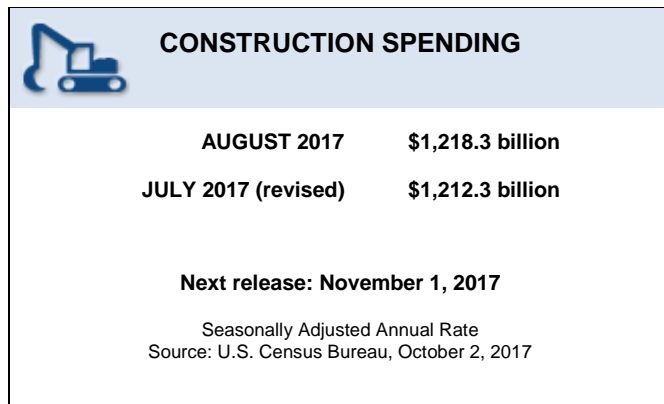 CONSTRUCTION SPENDING
AUGUST 2017 $1,218.3 billion
JULY 2017 (revised) $1,212.3 billion
Next release: November 1, 2017
Seasonally Adjusted Annual Rate
Source: U.S. Census Bureau, October 2, 2017